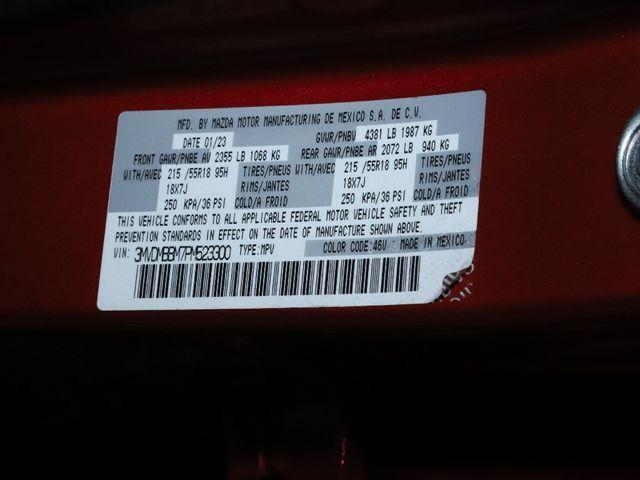 MFD. BY MAZDA MOTOR MANUFACTURING DE MEXICO S.A. DE C.V.
DATE 01/23 GVWR/PNBV 4381 LB 1987 KG
FRONT GAWR/PNBE AV 2355 LB 1068 KG REAR GAWR/PNBE AR 2072 LB 940 KG
WITH/AVEC 215 /55R18 95H TIRES/PNEUS WITH/AVEC 215 /55R18 95H TIRES/PNEUS
18X7J RIMS/JANTES 18X7J RIMS/JANTES
250 KPA/36 PSI COLD/A FROID 250 KPA/36 PSI COLD/A FROID
THIS VEHICLE CONFORMS TO ALL APPLICABLE FEDERAL MOTOR VEHICLE SAFETY AND THEFT
PREVENTION STANDARDS IN EFFECT ON THE DATE OF MANUFACTURE SHOWN ABOVE.
VIN: 3MVDMBBM7PM523300 TYPE:MPV COLOR CODE:46V MADE IN MEXICO